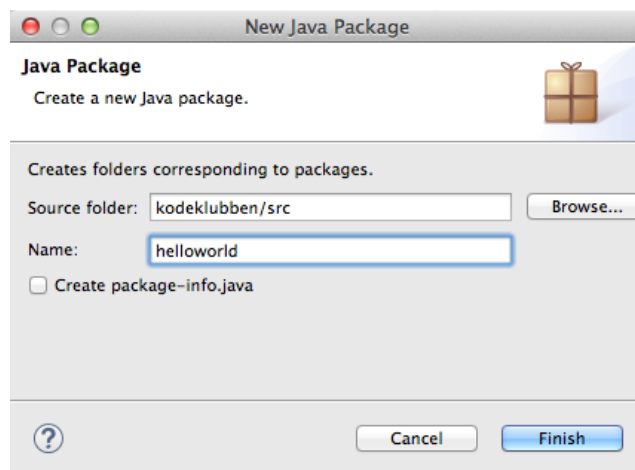 New Java Package
Java Package
Create a new Java package.
Creates folders corresponding to packages.
Source folder: kodeklubben/src Browse...
Name: helloworld
Create package-info.java
? Cancel Finish